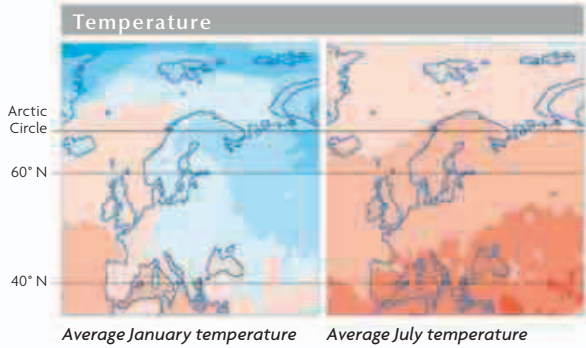 Temperature
Arctic
Circle
60° N
40° N
Average January temperature
Average July temperature